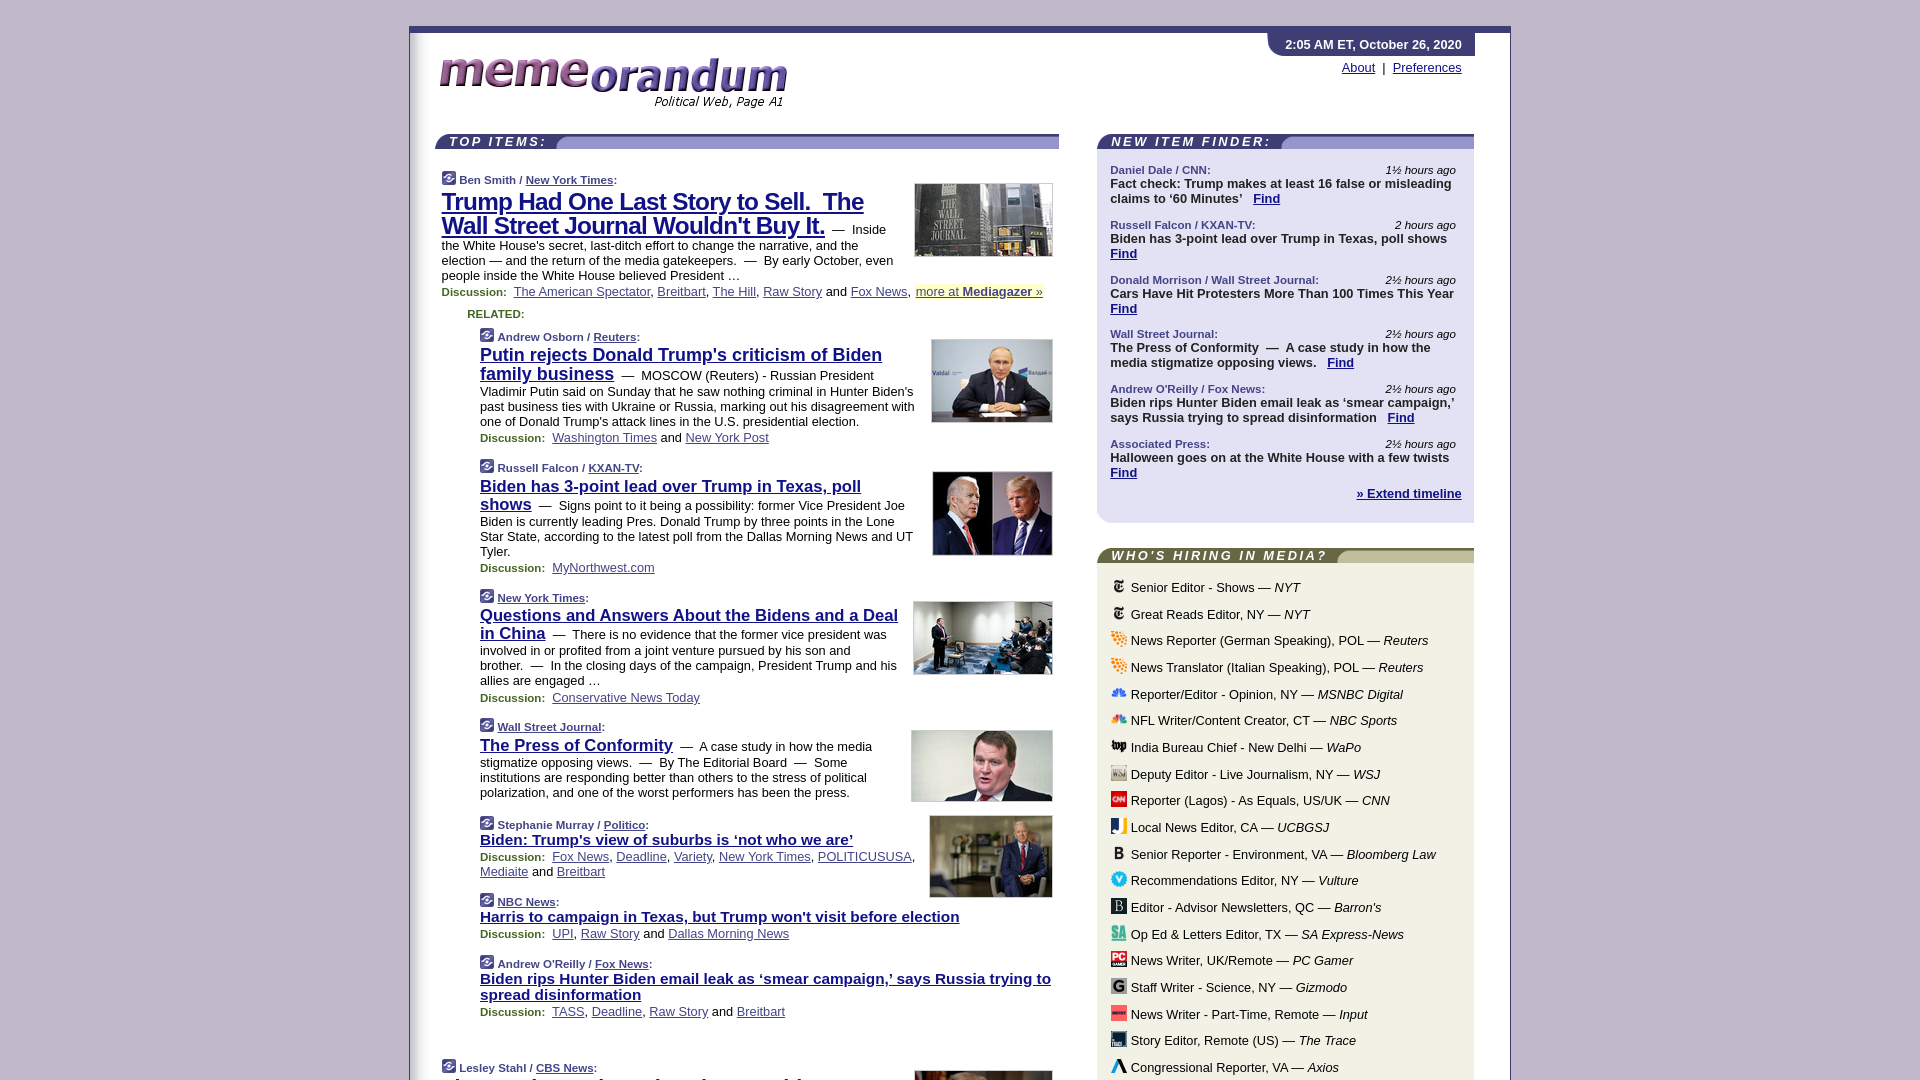 2:05 AM ET, October 26, 2020
About | Preferences
memeorandum
Political Web, Page A1
TOP ITEMS:
Ben Smith / New York Times:
Trump Had One Last Story to Sell. The
Wall Street Journal Wouldn't Buy It. — Inside
the White House's secret, last-ditch effort to change the narrative, and the
election — and the return of the media gatekeepers. — By early October, even
people inside the White House believed President …
Discussion: The American Spectator, Breitbart, The Hill, Raw Story and Fox News, more at Mediagazer »
THE
WALL
STREET
JOURNAL
RELATED:
Andrew Osborn / Reuters:
Putin rejects Donald Trump's criticism of Biden
family business — MOSCOW (Reuters) - Russian President
Vladimir Putin said on Sunday that he saw nothing criminal in Hunter Biden's
past business ties with Ukraine or Russia, marking out his disagreement with
one of Donald Trump's attack lines in the U.S. presidential election.
Discussion: Washington Times and New York Post
Russell Falcon / KXAN-TV:
Biden has 3-point lead over Trump in Texas, poll
shows — Signs point to it being a possibility: former Vice President Joe
Biden is currently leading Pres. Donald Trump by three points in the Lone
Star State, according to the latest poll from the Dallas Morning News and UT
Tyler.
Discussion: MyNorthwest.com
New York Times:
Questions and Answers About the Bidens and a Deal
in China — There is no evidence that the former vice president was
involved in or profited from a joint venture pursued by his son and
brother. — In the closing days of the campaign, President Trump and his
allies are engaged …
Discussion: Conservative News Today
Wall Street Journal:
The Press of Conformity — A case study in how the media
stigmatize opposing views. — By The Editorial Board — Some
institutions are responding better than others to the stress of political
polarization, and one of the worst performers has been the press.
Stephanie Murray / Politico:
Biden: Trump's view of suburbs is ‘not who we are’
Discussion: Fox News, Deadline, Variety, New York Times, POLITICUSUSA,
Mediaite and Breitbart
NBC News:
Harris to campaign in Texas, but Trump won't visit before election
Discussion: UPI, Raw Story and Dallas Morning News
Andrew O'Reilly / Fox News:
Biden rips Hunter Biden email leak as ‘smear campaign,’ says Russia trying to
spread disinformation
Discussion: TASS, Deadline, Raw Story and Breitbart
Lesley Stahl / CBS News:
NEW ITEM FINDER:
Daniel Dale / CNN: 1½ hours ago
Fact check: Trump makes at least 16 false or misleading
claims to ‘60 Minutes’ Find
Russell Falcon / KXAN-TV: 2 hours ago
Biden has 3-point lead over Trump in Texas, poll shows
Find
Donald Morrison / Wall Street Journal: 2½ hours ago
Cars Have Hit Protesters More Than 100 Times This Year
Find
Wall Street Journal: 2½ hours ago
The Press of Conformity — A case study in how the
media stigmatize opposing views. Find
Andrew O'Reilly / Fox News: 2½ hours ago
Biden rips Hunter Biden email leak as ‘smear campaign,’
says Russia trying to spread disinformation Find
Associated Press: 2½ hours ago
Halloween goes on at the White House with a few twists
Find
» Extend timeline
WHO'S HIRING IN MEDIA?
Senior Editor - Shows — NYT
Great Reads Editor, NY — NYT
News Reporter (German Speaking), POL — Reuters
News Translator (Italian Speaking), POL — Reuters
Reporter/Editor - Opinion, NY — MSNBC Digital
NFL Writer/Content Creator, CT — NBC Sports
wp India Bureau Chief - New Delhi — WaPo
WSJ Deputy Editor - Live Journalism, NY — WSJ
CNN Reporter (Lagos) - As Equals, US/UK — CNN
Local News Editor, CA — UCBGSJ
B Senior Reporter - Environment, VA — Bloomberg Law
Recommendations Editor, NY — Vulture
B Editor - Advisor Newsletters, QC — Barron's
SA Op Ed & Letters Editor, TX — SA Express-News
PC GAMER News Writer, UK/Remote — PC Gamer
G Staff Writer - Science, NY — Gizmodo
News Writer - Part-Time, Remote — Input
Story Editor, Remote (US) — The Trace
Congressional Reporter, VA — Axios